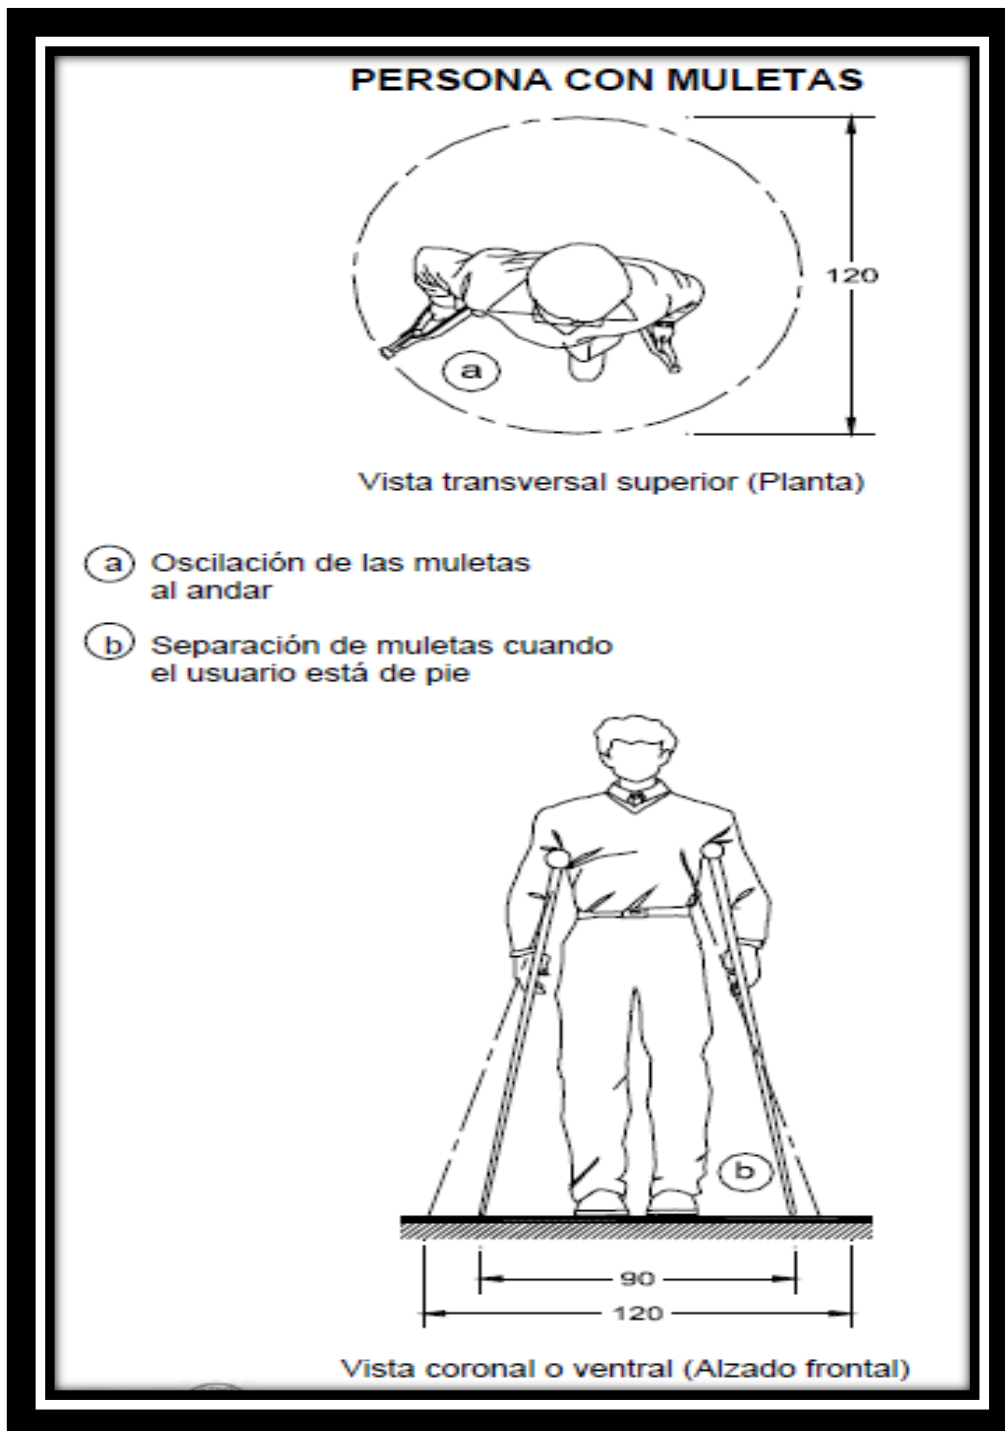 PERSONA CON MULETAS
120
a
Vista transversal superior (Planta)
a Oscilación de las muletas
al andar
b Separación de muletas cuando
el usuario está de pie
b
90
120
Vista coronal o ventral (Alzado frontal)